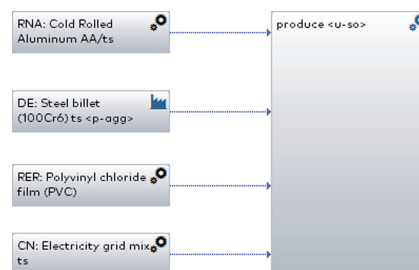 RNA: Cold Rolled
Aluminum AA/ts
produce <u-so>
DE: Steel billet
(100Cr6) ts <p-agg>
RER: Polyvinyl chloride
film (PVC)
CN: Electricity grid mix
ts